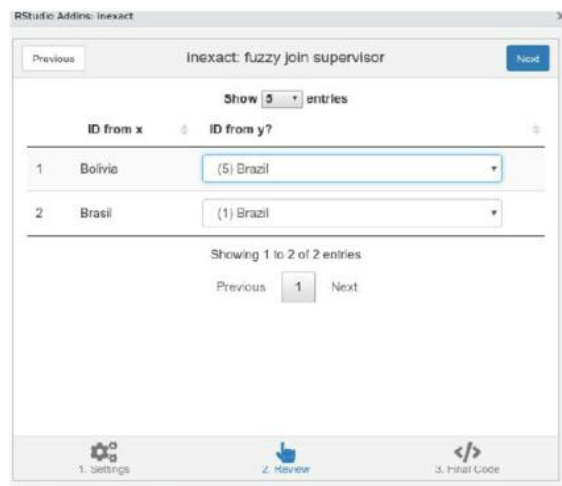 RStudio Addins: inexact
Previous
inexact: fuzzy join supervisor
Next
Show 5 entries
ID from x
ID from y?
1 Bolivia (5) Brazil
2 Brasil (1) Brazil
Showing 1 to 2 of 2 entries
Previous 1 Next
1. Settings
2. Review
3. Final Code